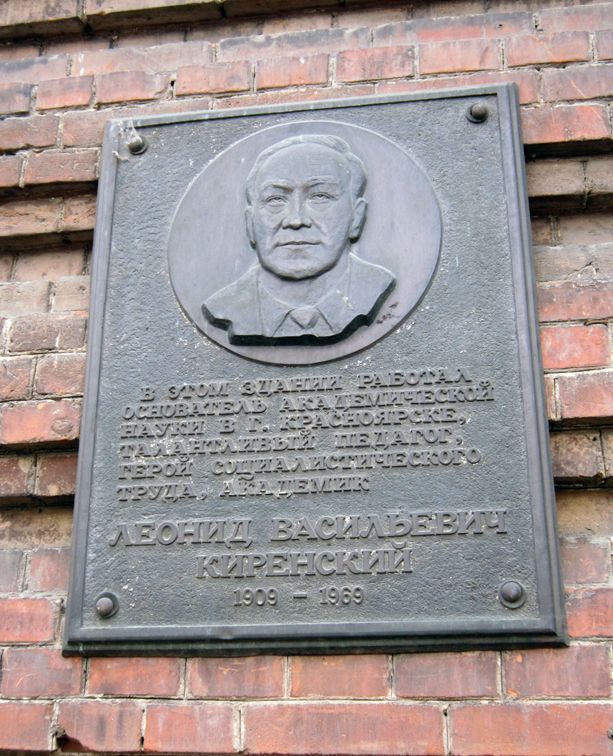 В ЭТОМ ЗДАНИИ РАБОТАЛ
ОСНОВАТЕЛЬ АКАДЕМИЧЕСКОЙ
НАУКИ В Г. КРАСНОЯРСКЕ,
ТАЛАНТЛИВЫЙ ПЕДАГОГ,
ГЕРОЙ СОЦИАЛИСТИЧЕСКОГО
ТРУДА, АКАДЕМИК
ЛЕОНИД ВАСИЛЬЕВИЧ
КИРЕНСКИЙ
1909 – 1969